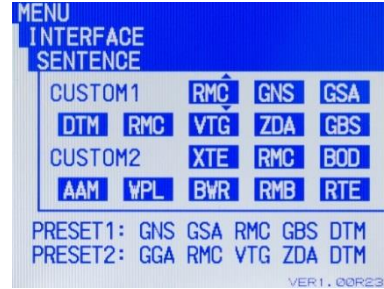 MENU
INTERFACE
SENTENCE
CUSTOM1 RMC GNS GSA
DTM RMC VTG ZDA GBS
CUSTOM2 XTE RMC BOD
AAM WPL BWR RMB RTE
PRESET1: GNS GSA RMC GBS DTM
PRESET2: GGA RMC VTG ZDA DTM
VER1.00R23